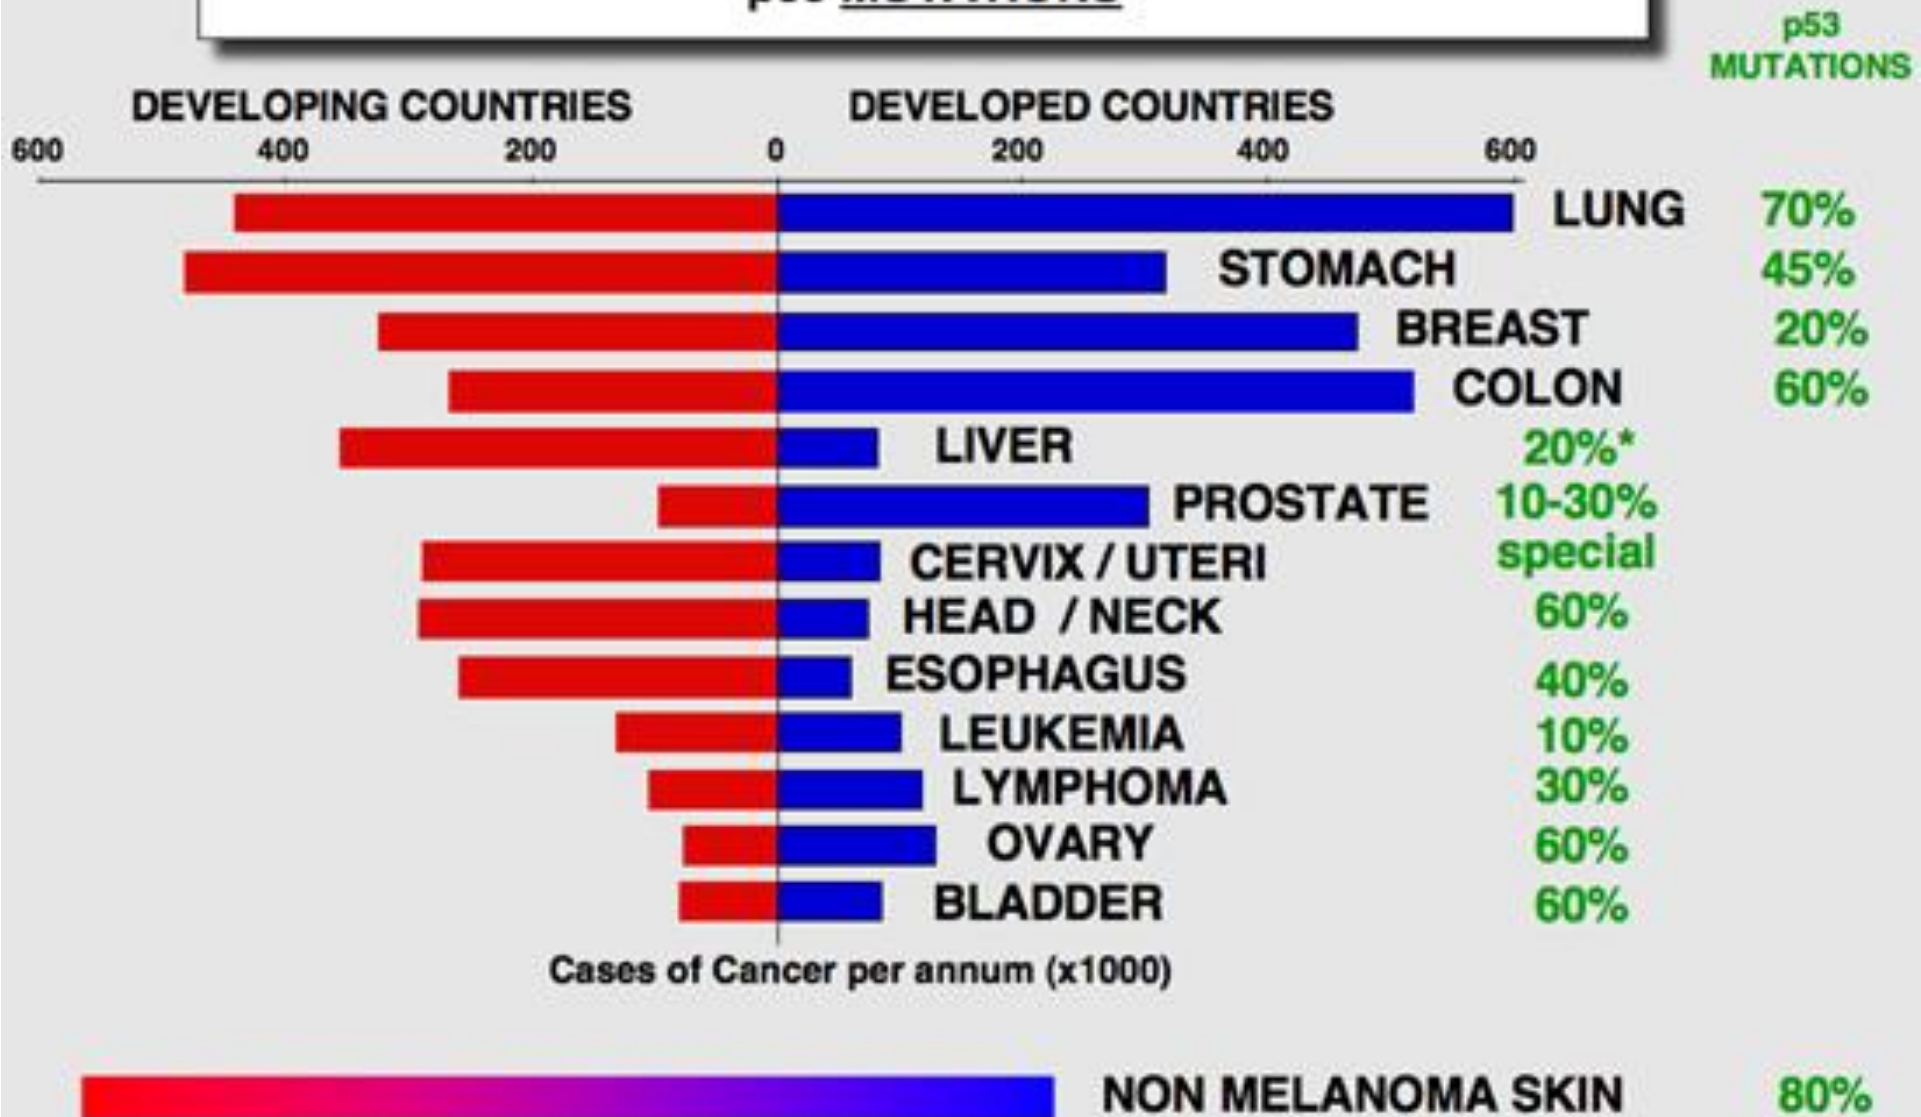 p53 MUTATIONS
p53
MUTATIONS
DEVELOPING COUNTRIES DEVELOPED COUNTRIES
600 400 200 0 200 400 600
LUNG 70%
STOMACH 45%
BREAST 20%
COLON 60%
LIVER 20%*
PROSTATE 10-30%
CERVIX / UTERI special
HEAD / NECK 60%
ESOPHAGUS 40%
LEUKEMIA 10%
LYMPHOMA 30%
OVARY 60%
BLADDER 60%
Cases of Cancer per annum (x1000)
NON MELANOMA SKIN 80%